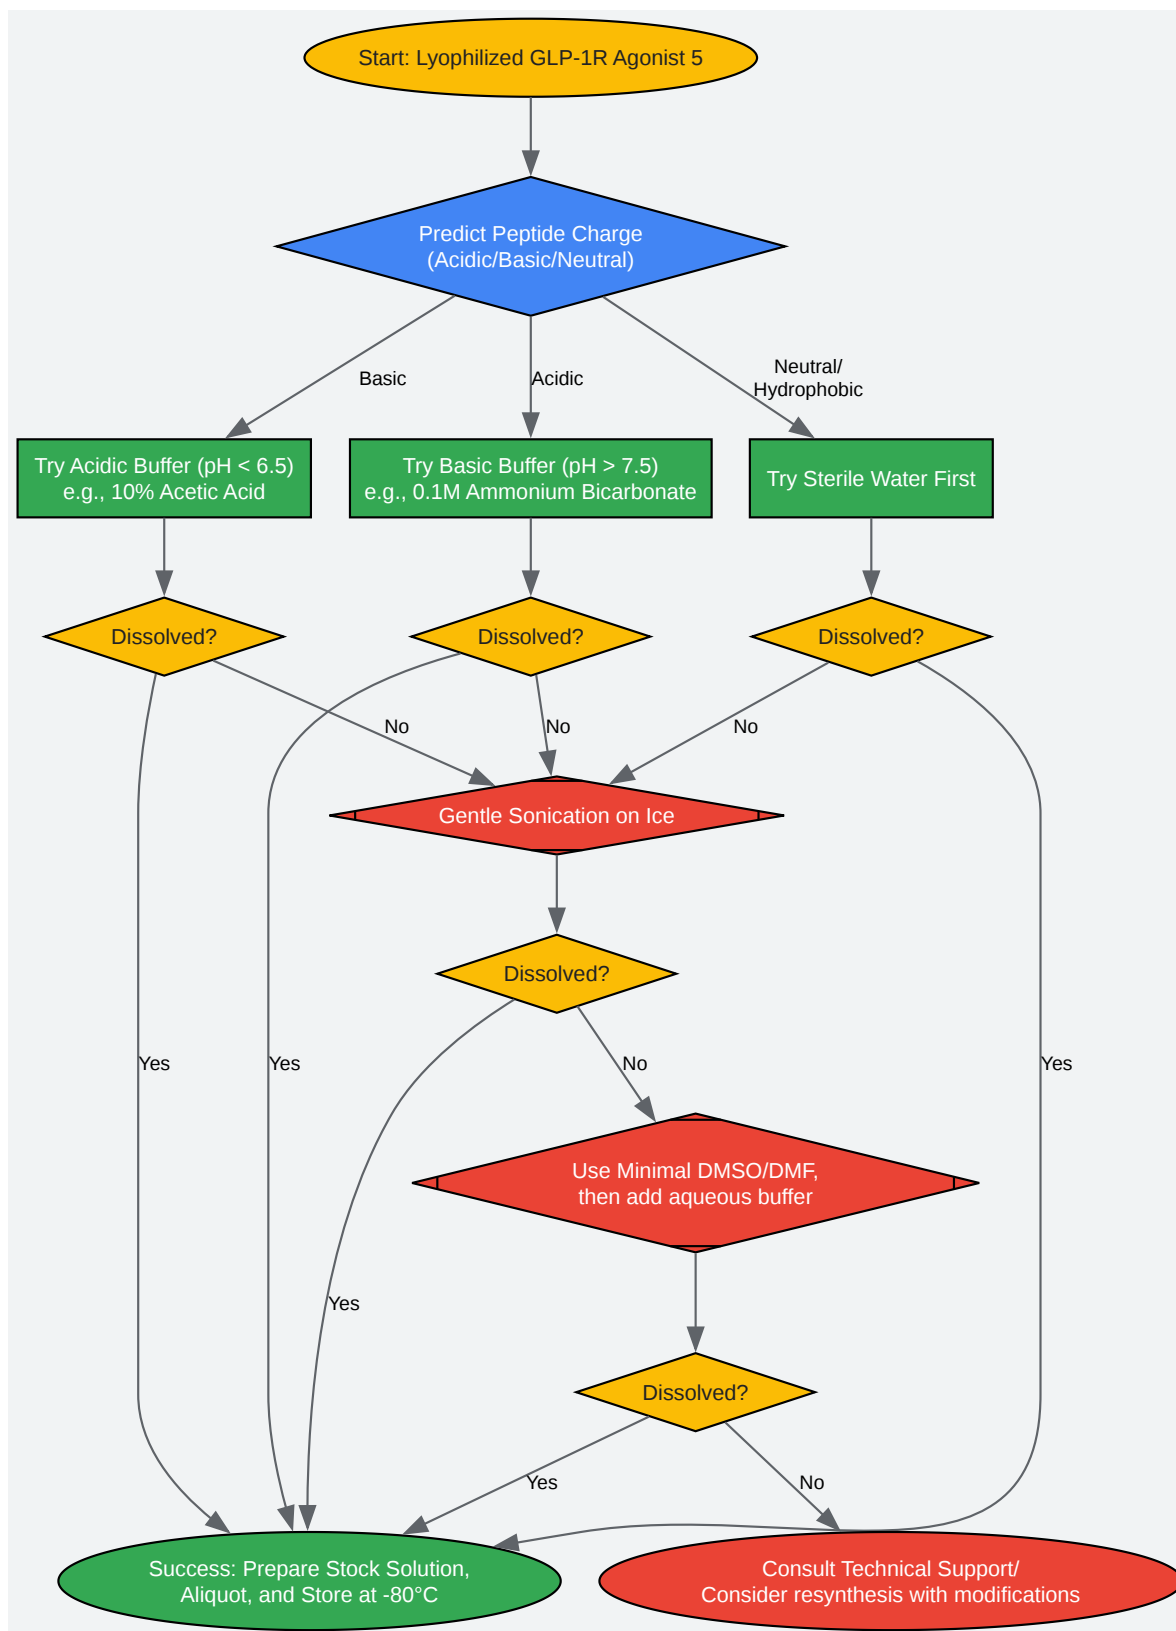 Start: Lyophilized GLP-1R Agonist 5
Predict Peptide Charge
(Acidic/Basic/Neutral)
Basic
Acidic
Neutral/
Hydrophobic
Try Acidic Buffer (pH < 6.5)
e.g., 10% Acetic Acid
Try Basic Buffer (pH > 7.5)
e.g., 0.1M Ammonium Bicarbonate
Try Sterile Water First
Dissolved?
Dissolved?
Dissolved?
No
No
No
Gentle Sonication on Ice
Dissolved?
Yes
Yes
No
Yes
Use Minimal DMSO/DMF,
then add aqueous buffer
Yes
Dissolved?
Yes
No
Success: Prepare Stock Solution,
Aliquot, and Store at -80°C
Consult Technical Support/
Consider resynthesis with modifications